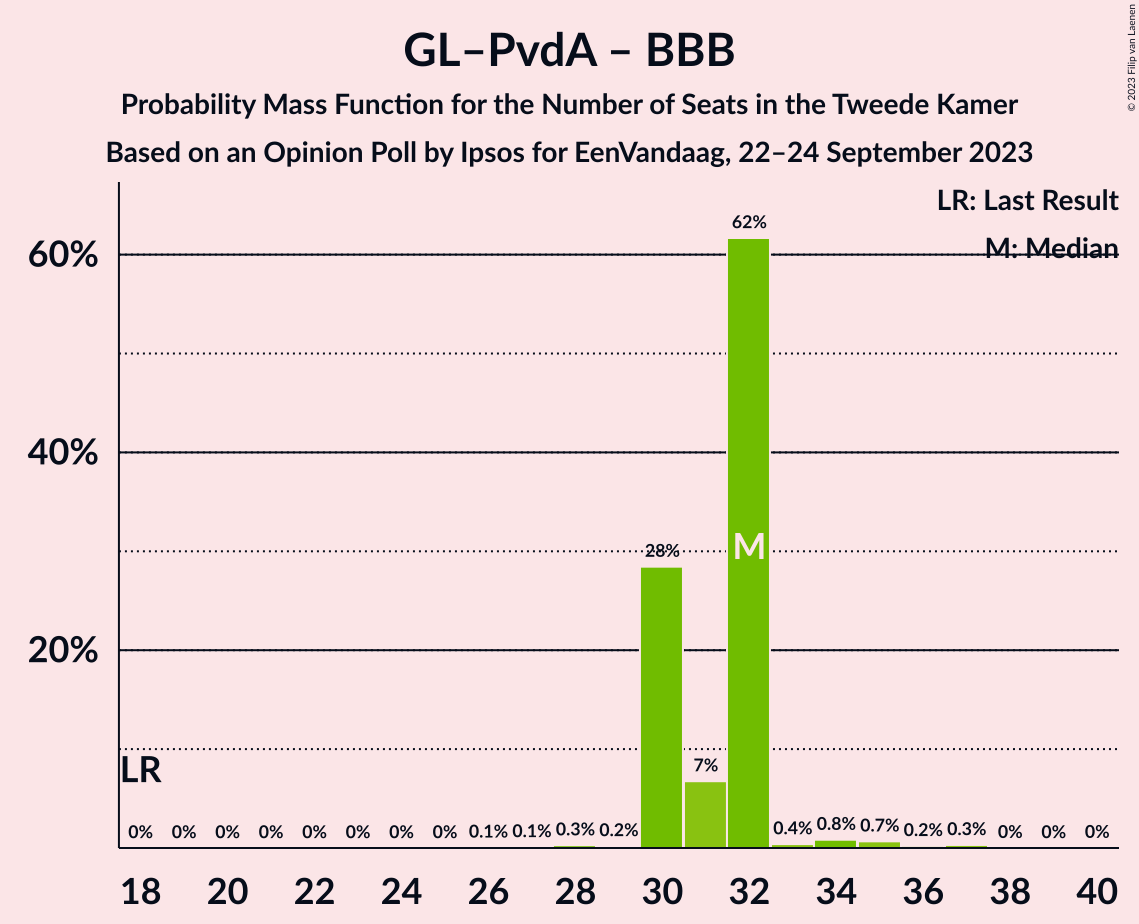 GL–PvdA – BBB
Probability Mass Function for the Number of Seats in the Tweede Kamer
Based on an Opinion Poll by Ipsos for EenVandaag, 22–24 September 2023
© 2023 Filip van Laenen
LR: Last Result
M: Median
60%
40%
20%
62%
M
28%
7%
LR
0% 0% 0% 0% 0% 0% 0% 0% 0.1% 0.1% 0.3% 0.2% 0.4% 0.8% 0.7% 0.2% 0.3% 0% 0% 0%
18 20 22 24 26 28 30 32 34 36 38 40